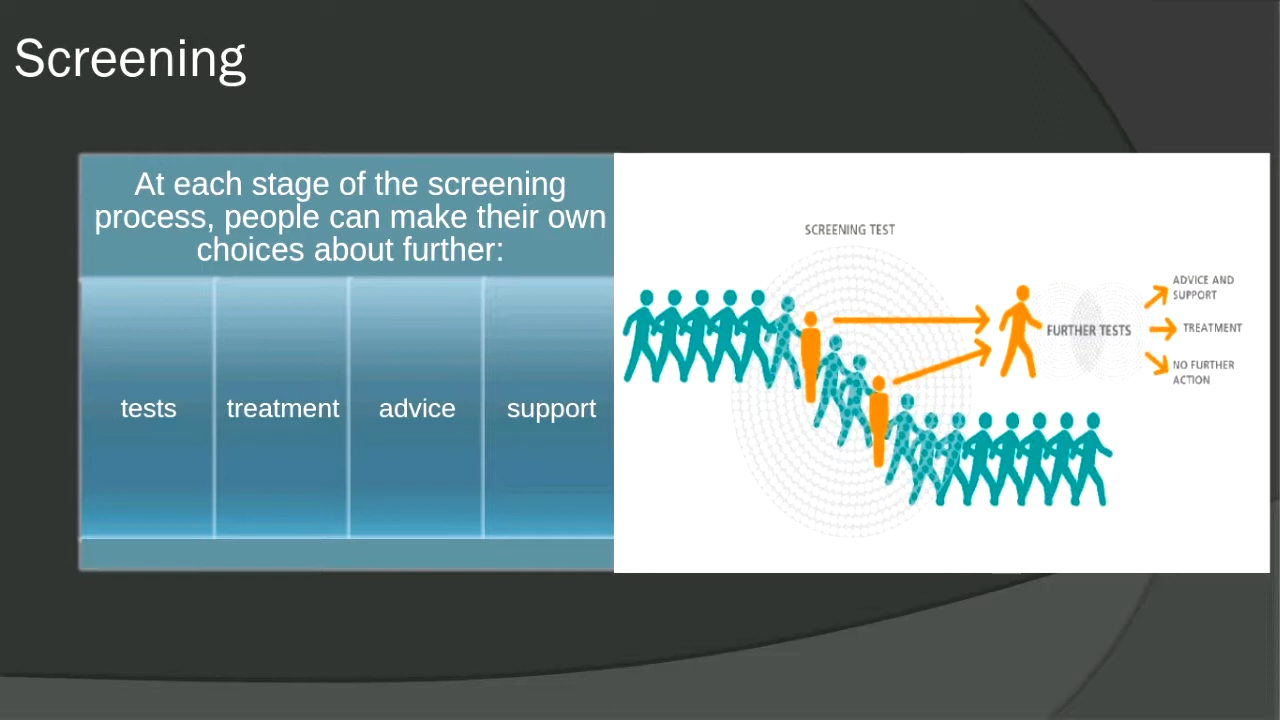 Screening
At each stage of the screening
process, people can make their own
choices about further:
tests
treatment
advice
support
SCREENING TEST
FURTHER TESTS
ADVICE AND
SUPPORT
TREATMENT
NO FURTHER
ACTION